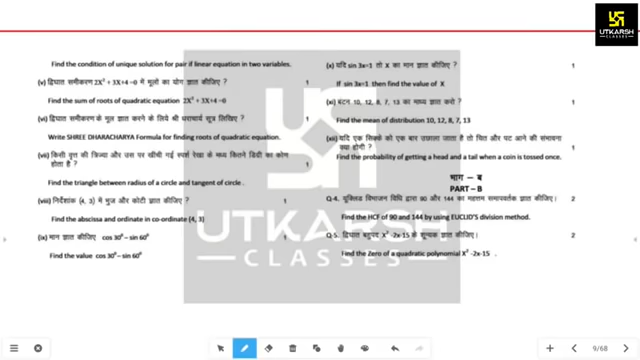 UTKARSH
CLASSES
Find the condition of unique solution for pair if linear equation in two variables.
(v) द्विघात समीकरण 2X² + 3X+4 =0 में मूलों का योग ज्ञात कीजिए ? 1
Find the sum of roots of quadratic equation 2X² + 3X+4 =0
(vi) द्विघात समीकरण के मूल ज्ञात करने के लिये श्री धराचार्य सूत्र लिखिए ? 1
Write SHREE DHARACHARYA Formula for finding roots of quadratic equation.
(vii) किसी वृत्त की त्रिज्या और उस पर खींची गई स्पर्श रेखा के मध्य कितने डिग्री का कोण
होता है ? 1
Find the triangle between radius of a circle and tangent of circle .
(viii) निर्देशांक (4, 3) में भुज और कोटी ज्ञात कीजिए ? 1
Find the abscissa and ordinate in co-ordinate (4, 3)
(ix) मान ज्ञात कीजिए cos 30⁰ – sin 60⁰ 1
Find the value cos 30⁰ – sin 60⁰
(x) यदि sin 3x=1 तो X का मान ज्ञात कीजिए ? 1
If sin 3x=1 then find the value of X
(xi) बटन 10, 12, 8, 7, 13 का माध्य ज्ञात करो ? 1
Find the mean of distribution 10, 12, 8, 7, 13
(xii) यदि एक सिक्के को एक बार उछाला जाता है तो चित और पट आने की संभावना
क्या होगी ? 1
Find the probability of getting a head and a tail when a coin is tossed once.
भाग – ब
PART–B
Q-4. यूक्लिड विभाजन विधि द्वारा 90 और 144 का महत्तम समापवर्तक ज्ञात कीजिए । 2
Find the HCF of 90 and 144 by using EUCLID'S division method.
Q-5. द्विघात बहुपद X² -2x-15 के शून्यक ज्ञात कीजिए । 2
Find the Zero of a quadratic polynomial X² -2x-15 .
UTKARSH
CLASSES
9/68